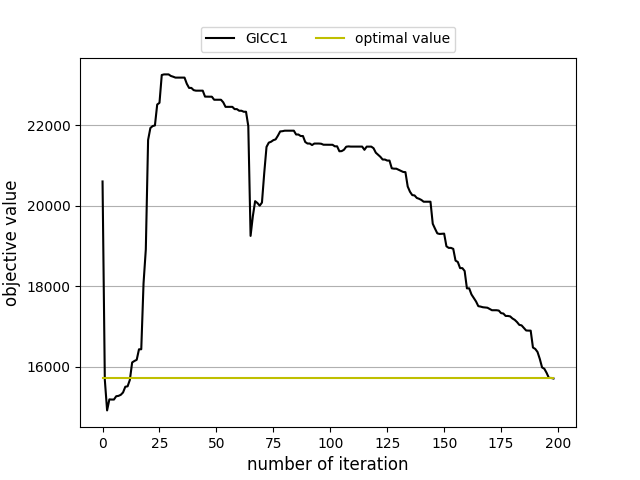 GICC1 optimal value
22000
20000
18000
16000
objective value
0 25 50 75 100 125 150 175 200
number of iteration